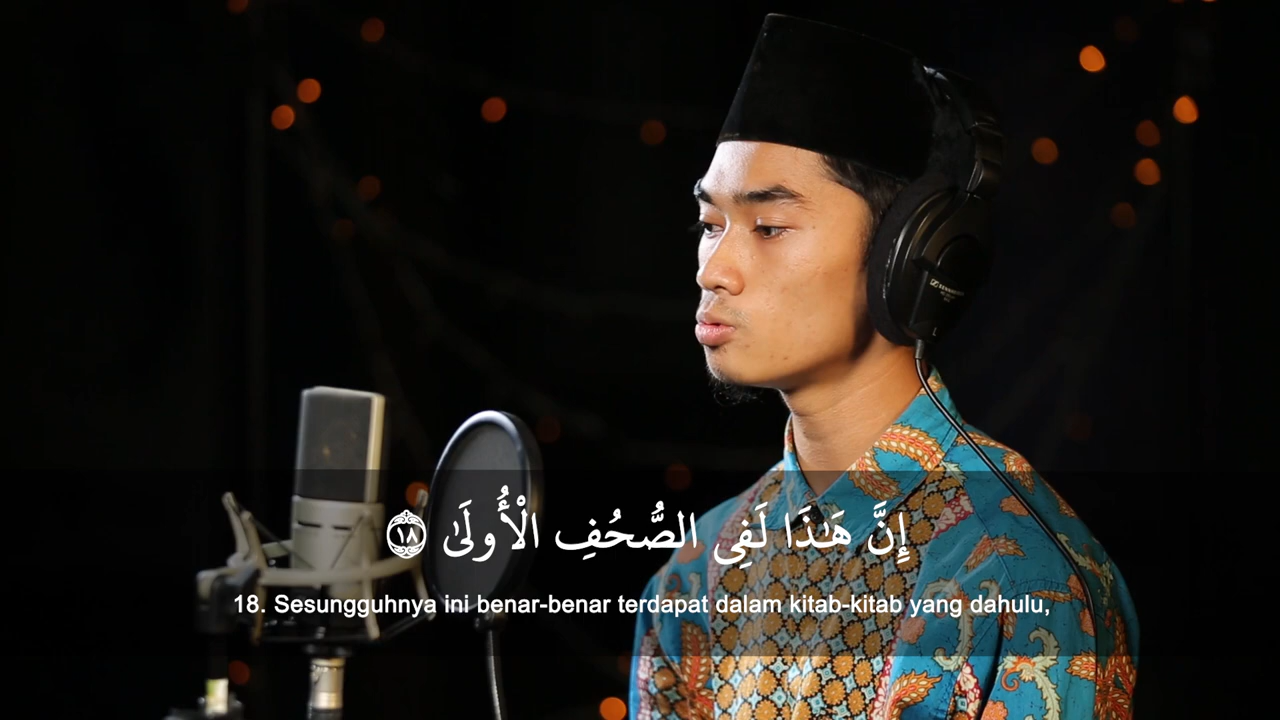 إِنَّ هَٰذَا لَفِي الصُّحُفِ الْأُولَىٰ ١٨
18. Sesungguhnya ini benar-benar terdapat dalam kitab-kitab yang dahulu,